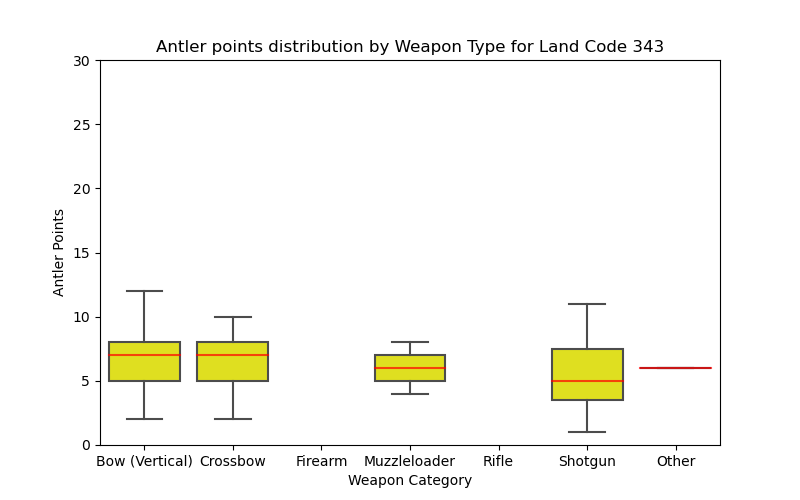 Antler points distribution by Weapon Type for Land Code 343
30
25
20
15
10
5
0
Antler Points
Bow (Vertical) Crossbow Firearm Muzzleloader Rifle Shotgun Other
Weapon Category